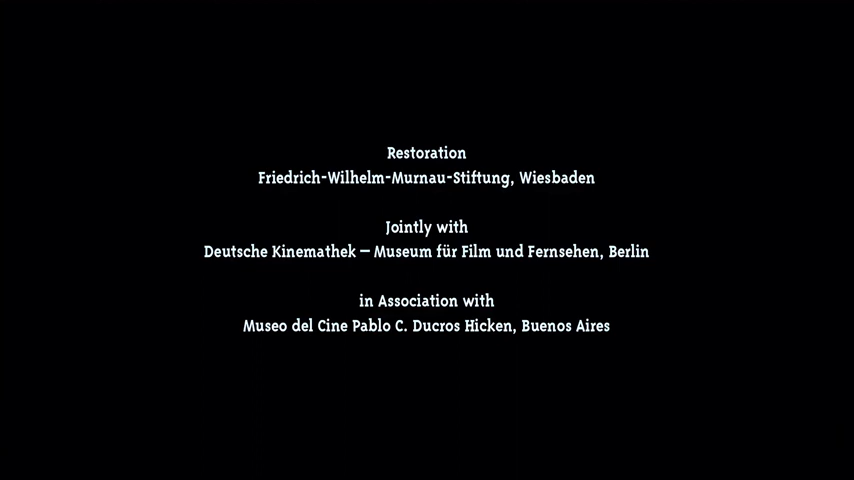 Restoration
Friedrich-Wilhelm-Murnau-Stiftung, Wiesbaden
Jointly with
Deutsche Kinemathek – Museum für Film und Fernsehen, Berlin
in Association with
Museo del Cine Pablo C. Ducros Hicken, Buenos Aires